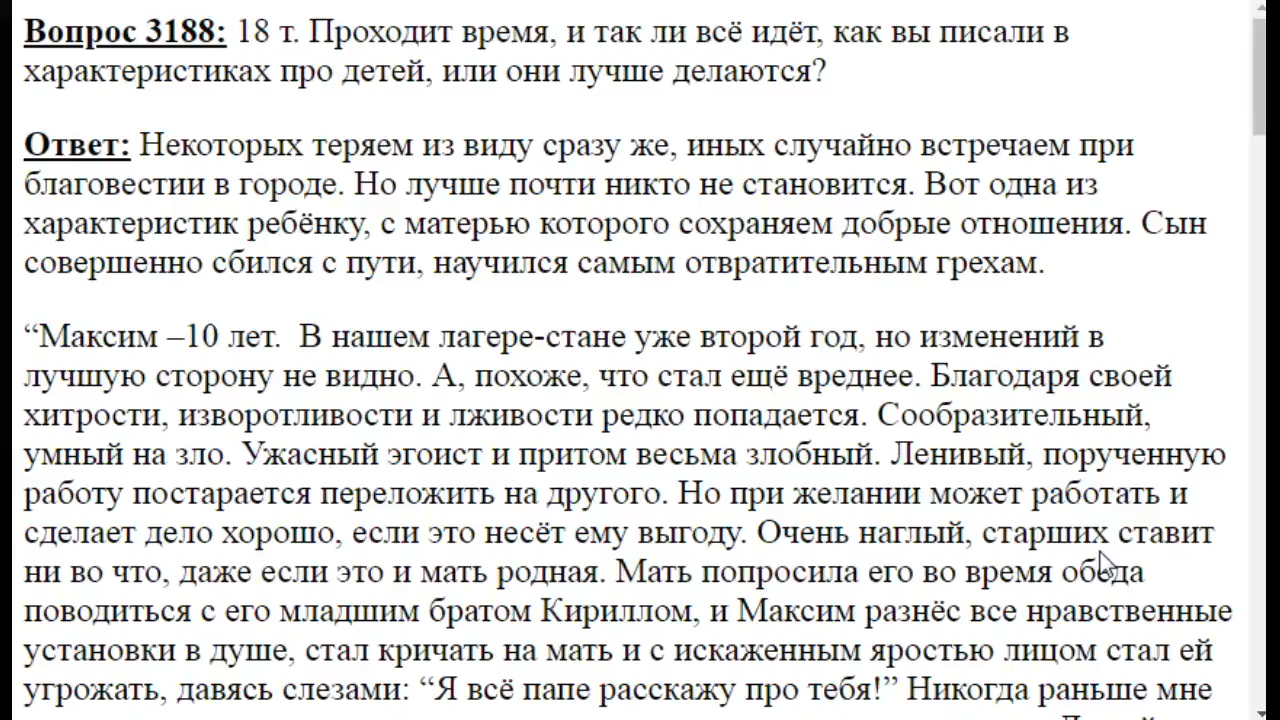 Вопрос 3188: 18 т. Проходит время, и так ли всё идёт, как вы писали в
характеристиках про детей, или они лучше делаются?
Ответ: Некоторых теряем из виду сразу же, иных случайно встречаем при
благовестии в городе. Но лучше почти никто не становится. Вот одна из
характеристик ребёнку, с матерью которого сохраняем добрые отношения. Сын
совершенно сбился с пути, научился самым отвратительным грехам.
“Максим –10 лет.  В нашем лагере-стане уже второй год, но изменений в
лучшую сторону не видно. А, похоже, что стал ещё вреднее. Благодаря своей
хитрости, изворотливости и лживости редко попадается. Сообразительный,
умный на зло. Ужасный эгоист и притом весьма злобный. Ленивый, порученную
работу постарается переложить на другого. Но при желании может работать и
сделает дело хорошо, если это несёт ему выгоду. Очень наглый, старших ставит
ни во что, даже если это и мать родная. Мать попросила его во время обеда
поводиться с его младшим братом Кириллом, и Максим разнёс все нравственные
установки в душе, стал кричать на мать и с искаженным яростью лицом стал ей
угрожать, давясь слезами: “Я всё папе расскажу про тебя!” Никогда раньше мне